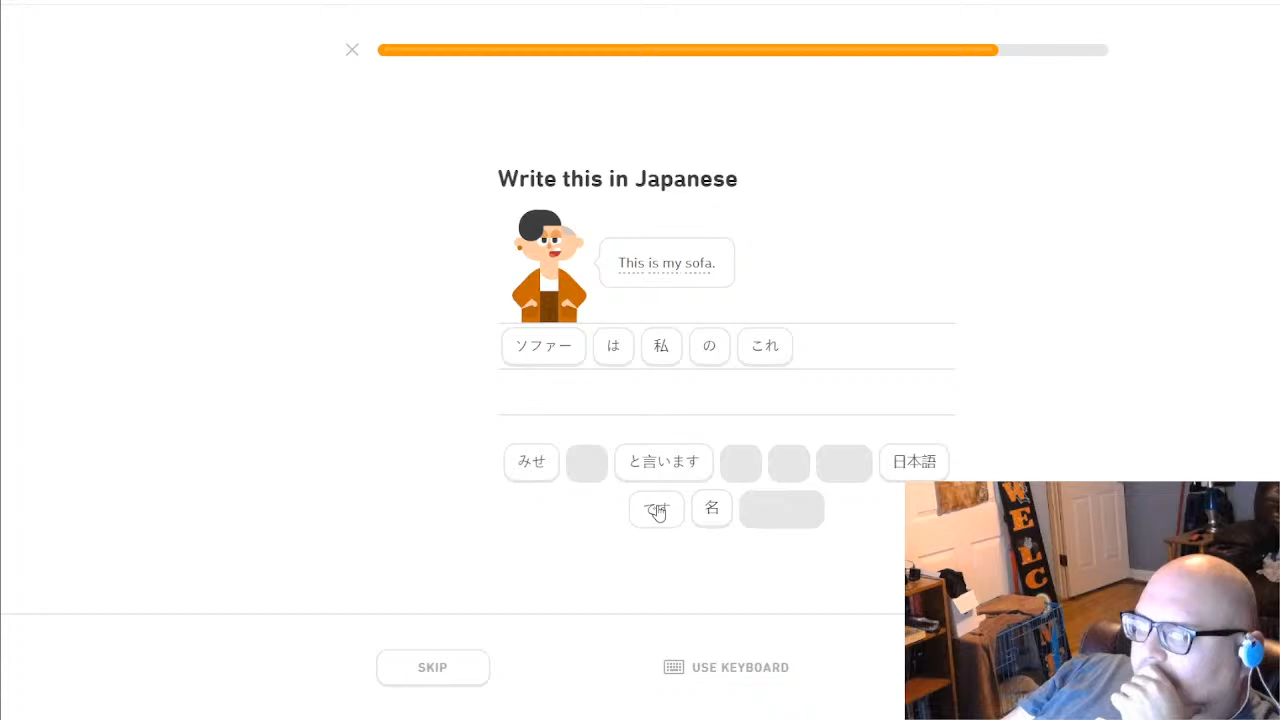 Write this in Japanese
This is my sofa.
ソファー は 私 の これ
みせ と言います 日本語
です 名
SKIP
USE KEYBOARD
WELC